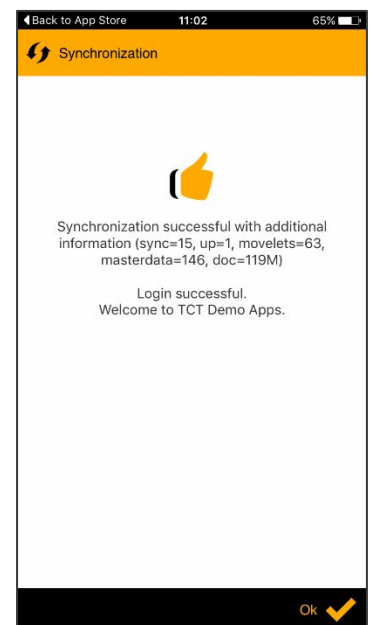 Back to App Store 11:02 65%
Synchronization
Synchronization successful with additional
information (sync=15, up=1, movelets=63,
masterdata=146, doc=119M)
Login successful.
Welcome to TCT Demo Apps.
Ok